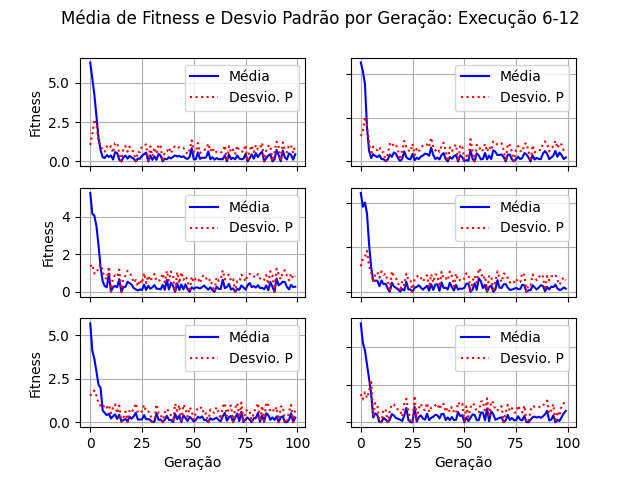 Média de Fitness e Desvio Padrão por Geração: Execução 6-12
Fitness
5.0
2.5
0.0
Média
Desvio. P
Média
Desvio. P
Fitness
4
2
0
Média
Desvio. P
Média
Desvio. P
Fitness
5.0
2.5
0.0
Média
Desvio. P
Média
Desvio. P
0 25 50 75 100
0 25 50 75 100
Geração
Geração